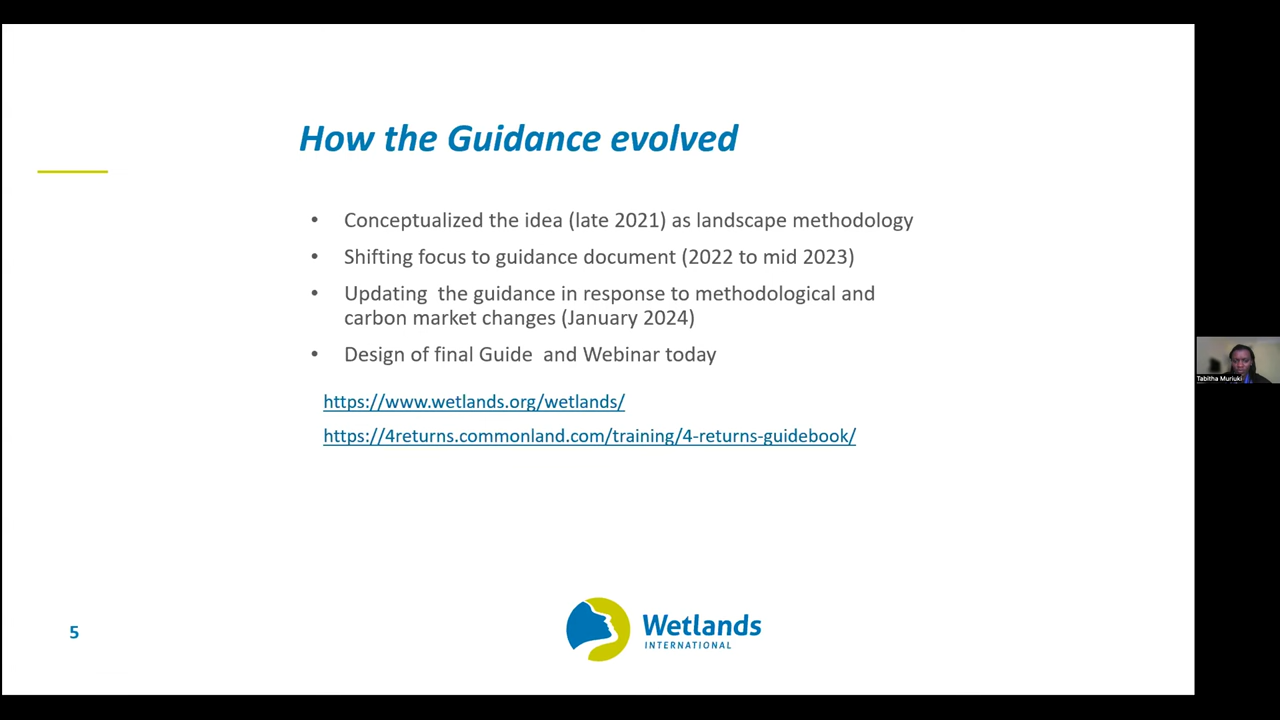 How the Guidance evolved
• Conceptualized the idea (late 2021) as landscape methodology
• Shifting focus to guidance document (2022 to mid 2023)
• Updating  the guidance in response to methodological and
carbon market changes (January 2024)
• Design of final Guide  and Webinar today
https://www.wetlands.org/wetlands/
https://4returns.commonland.com/training/4-returns-guidebook/
Tabitha Muriuki
5
Wetlands
INTERNATIONAL